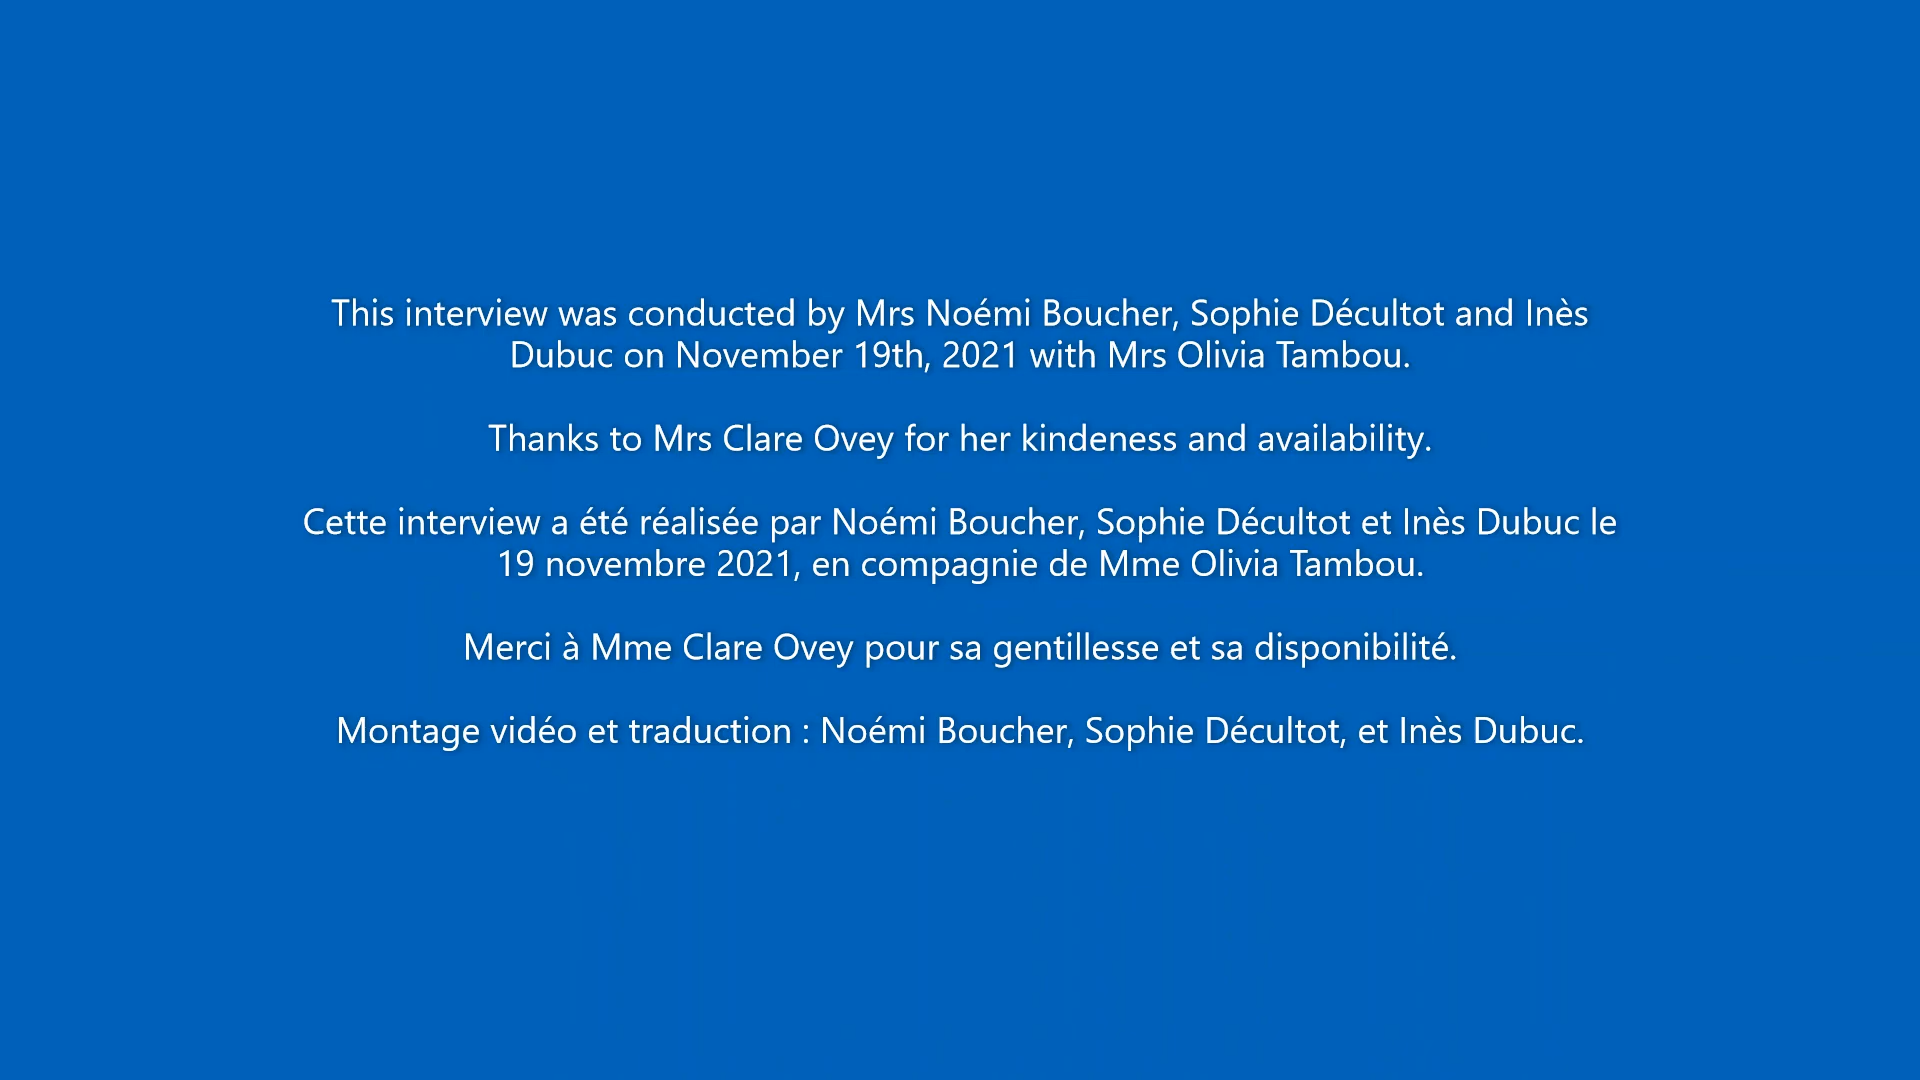 This interview was conducted by Mrs Noémi Boucher, Sophie Décultot and Inès
Dubuc on November 19th, 2021 with Mrs Olivia Tambou.
Thanks to Mrs Clare Ovey for her kindeness and availability.
Cette interview a été réalisée par Noémi Boucher, Sophie Décultot et Inès Dubuc le
19 novembre 2021, en compagnie de Mme Olivia Tambou.
Merci à Mme Clare Ovey pour sa gentillesse et sa disponibilité.
Montage vidéo et traduction : Noémi Boucher, Sophie Décultot, et Inès Dubuc.